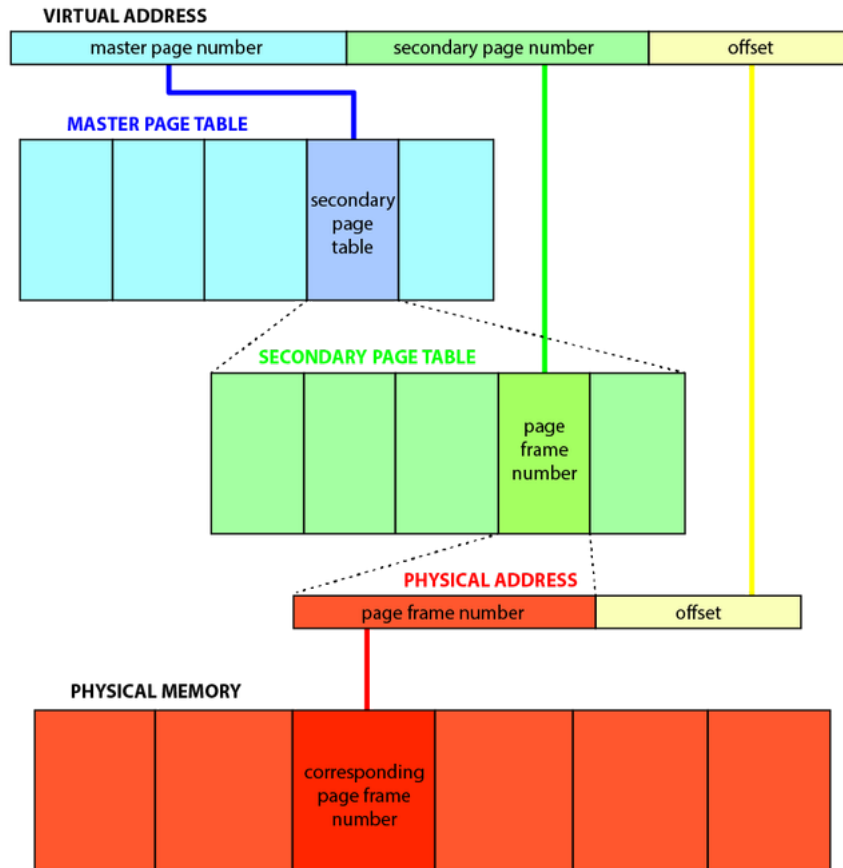 VIRTUAL ADDRESS
master page number
secondary page number
offset
MASTER PAGE TABLE
secondary
page
table
SECONDARY PAGE TABLE
page
frame
number
PHYSICAL ADDRESS
page frame number
offset
PHYSICAL MEMORY
corresponding
page frame
number